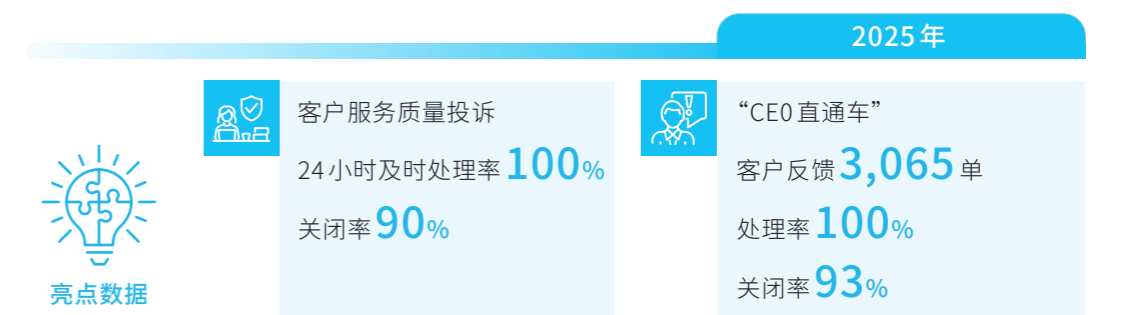 2025年
客户服务质量投诉
24小时及时处理率100%
关闭率90%
“CEO直通车”
客户反馈3,065单
处理率100%
关闭率93%
亮点数据